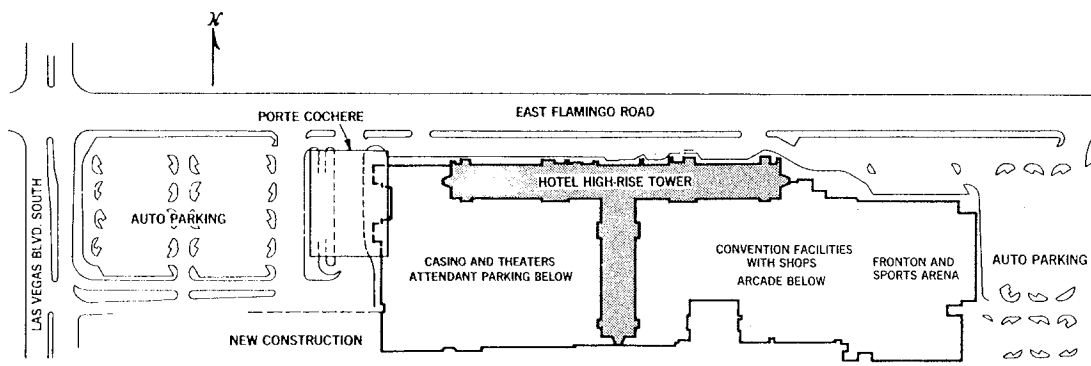 N
EAST FLAMINGO ROAD
PORTE COCHERE
HOTEL HIGH-RISE TOWER
LAS VEGAS BLVD. SOUTH
AUTO PARKING
CASINO AND THEATERS
ATTENDANT PARKING BELOW
CONVENTION FACILITIES
WITH SHOPS
ARCADE BELOW
FRONTON AND
SPORTS ARENA
AUTO PARKING
NEW CONSTRUCTION